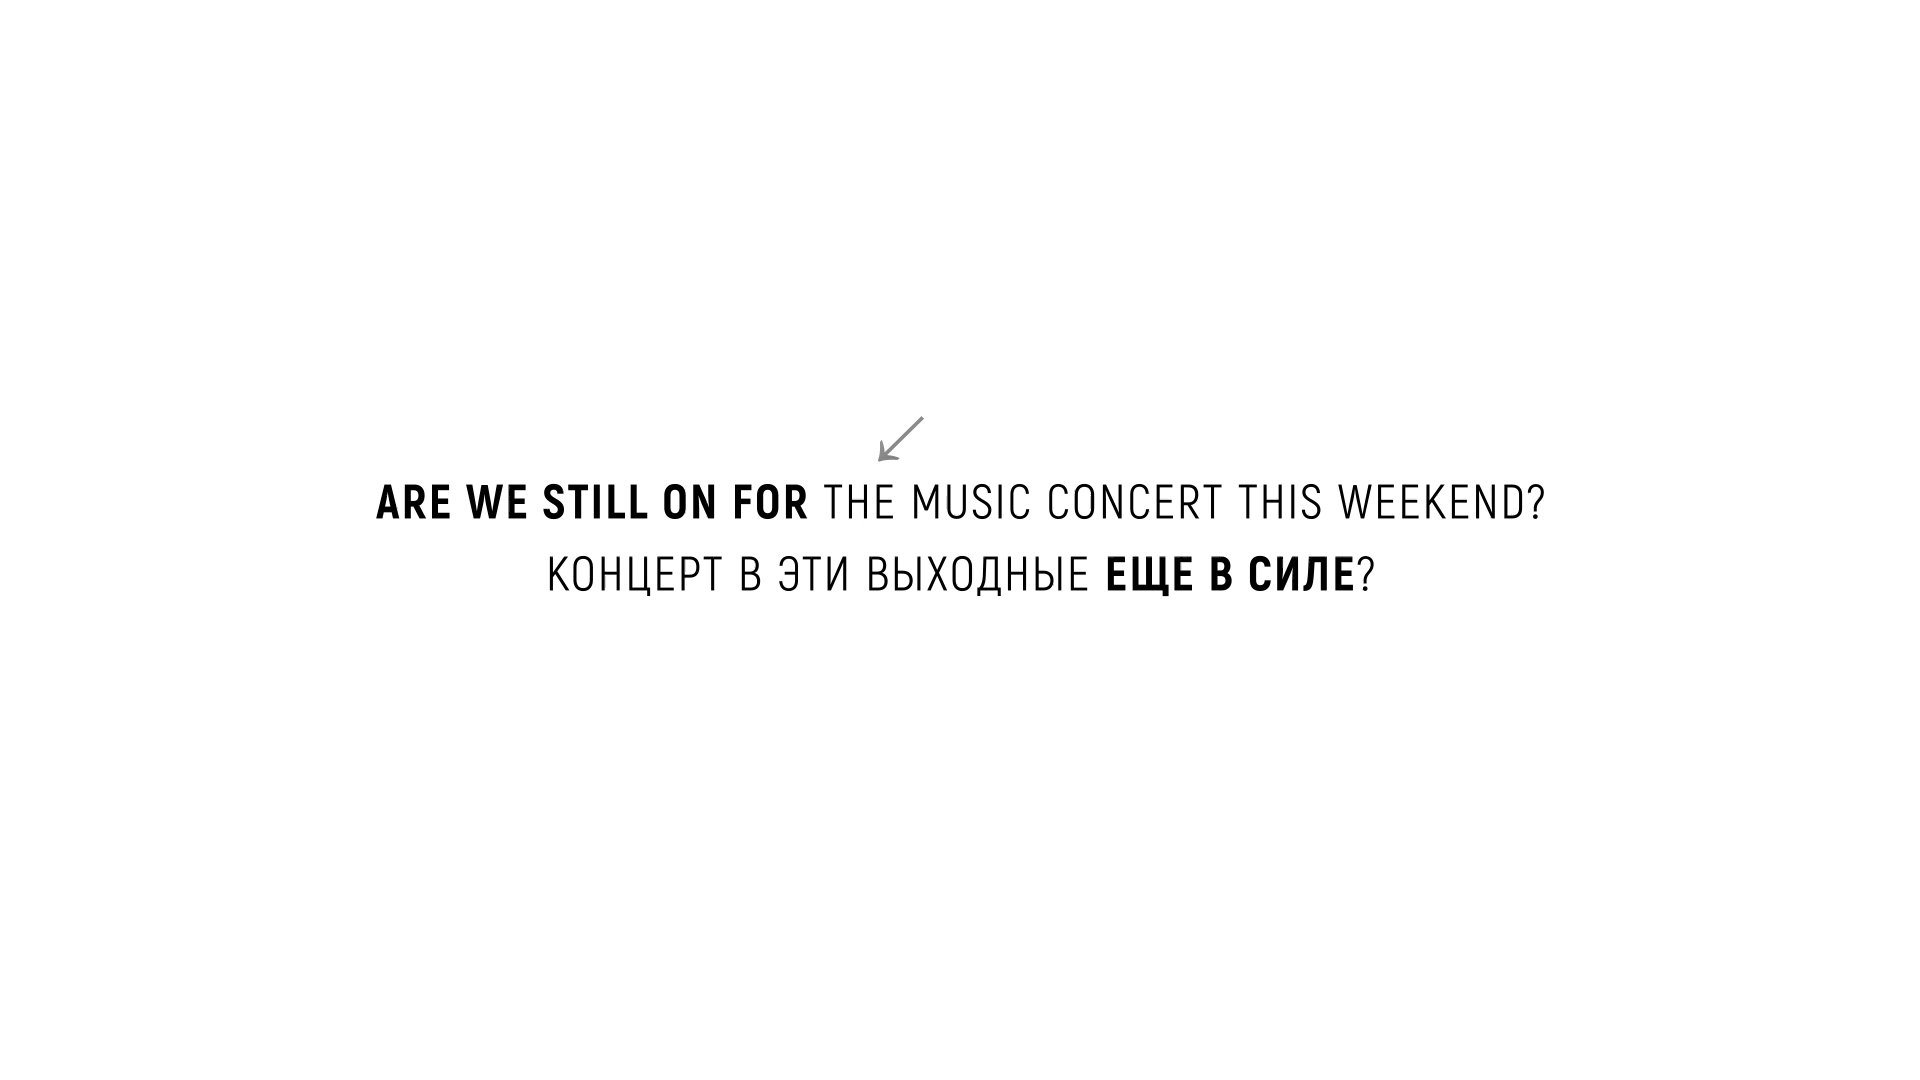 ARE WE STILL ON FOR THE MUSIC CONCERT THIS WEEKEND?
КОНЦЕРТ В ЭТИ ВЫХОДНЫЕ ЕЩЕ В СИЛЕ?